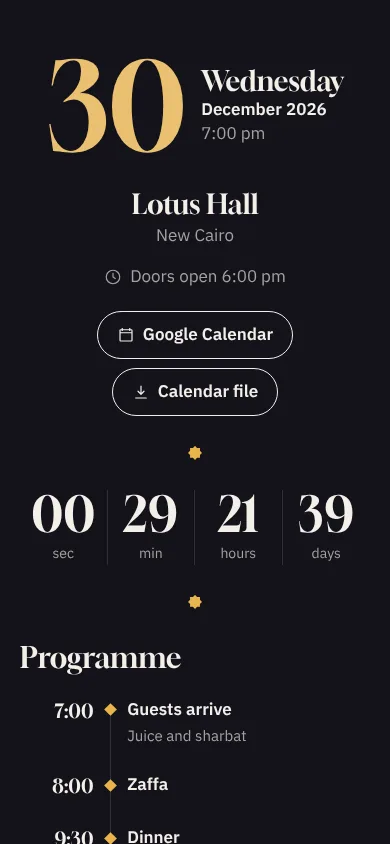 30
Wednesday
December 2026
7:00 pm
Lotus Hall
New Cairo
Doors open 6:00 pm
Google Calendar
Calendar file
00 29 21 39
sec min hours days
Programme
7:00 Guests arrive
Juice and sharbat
8:00 Zaffa
9:30 Dinner